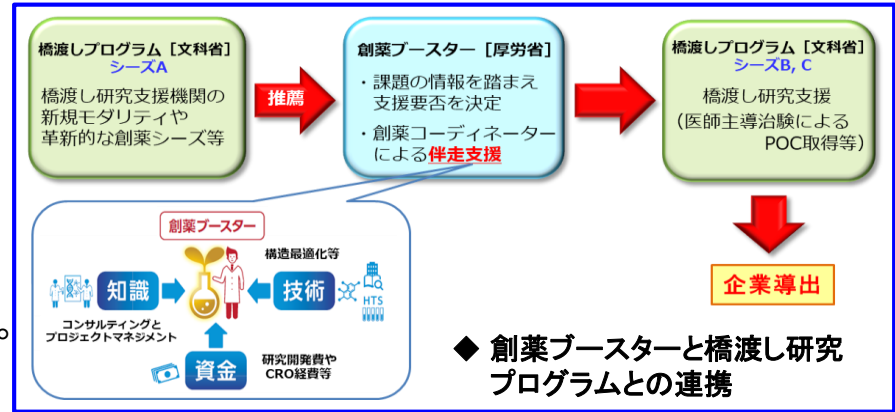 橋渡しプログラム［文科省］
シーズA
橋渡し研究支援機関の
新規モダリティや
革新的な創薬シーズ等
推薦
創薬ブースター［厚労省］
・課題の情報を踏まえ
支援要否を決定
・創薬コーディネーター
による伴走支援
橋渡しプログラム［文科省］
シーズB, C
橋渡し研究支援
(医師主導治験による
POC取得等)
企業導出
創薬ブースター
構造最適化等
知識
技術
HTS
コンサルティングと
プロジェクトマネジメント
資金
研究開発費や
CRO経費等
。
◆ 創薬ブースターと橋渡し研究
プログラムとの連携